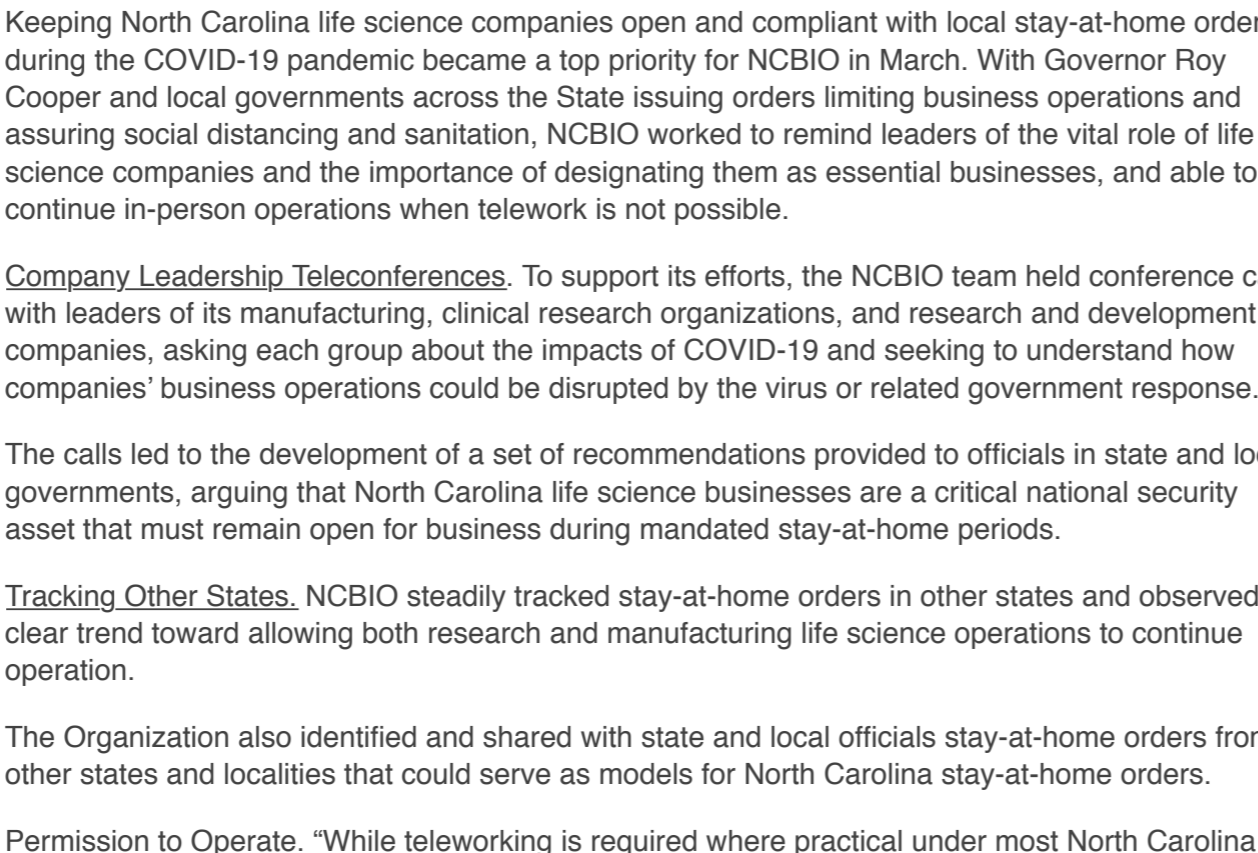 Keeping North Carolina life science companies open and compliant with local stay-at-home order
during the COVID-19 pandemic became a top priority for NCBIO in March. With Governor Roy
Cooper and local governments across the State issuing orders limiting business operations and
assuring social distancing and sanitation, NCBIO worked to remind leaders of the vital role of life
science companies and the importance of designating them as essential businesses, and able to
continue in-person operations when telework is not possible.
Company Leadership Teleconferences. To support its efforts, the NCBIO team held conference c
with leaders of its manufacturing, clinical research organizations, and research and development
companies, asking each group about the impacts of COVID-19 and seeking to understand how
companies’ business operations could be disrupted by the virus or related government response.
The calls led to the development of a set of recommendations provided to officials in state and lo
governments, arguing that North Carolina life science businesses are a critical national security
asset that must remain open for business during mandated stay-at-home periods.
Tracking Other States. NCBIO steadily tracked stay-at-home orders in other states and observed
clear trend toward allowing both research and manufacturing life science operations to continue
operation.
The Organization also identified and shared with state and local officials stay-at-home orders from
other states and localities that could serve as models for North Carolina stay-at-home orders.
Permission to Operate. “While teleworking is required where practical under most North Carolina